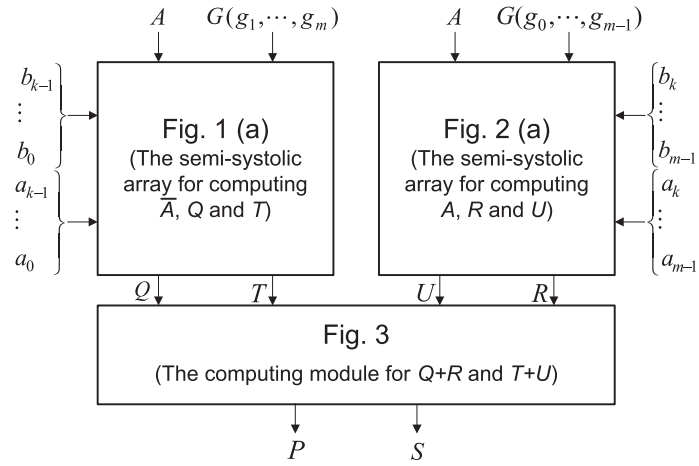 A G(g₁,⋯,gₘ) A G(g₀,⋯,gₘ₋₁)
bₖ₋₁
⋮
b₀
aₖ₋₁
⋮
a₀
Fig. 1 (a)
(The semi-systolic
array for computing
A̅, Q and T)
Fig. 2 (a)
(The semi-systolic
array for computing
A, R and U)
bₖ
⋮
bₘ₋₁
aₖ
⋮
aₘ₋₁
Q T U R
Fig. 3
(The computing module for Q+R and T+U)
P S